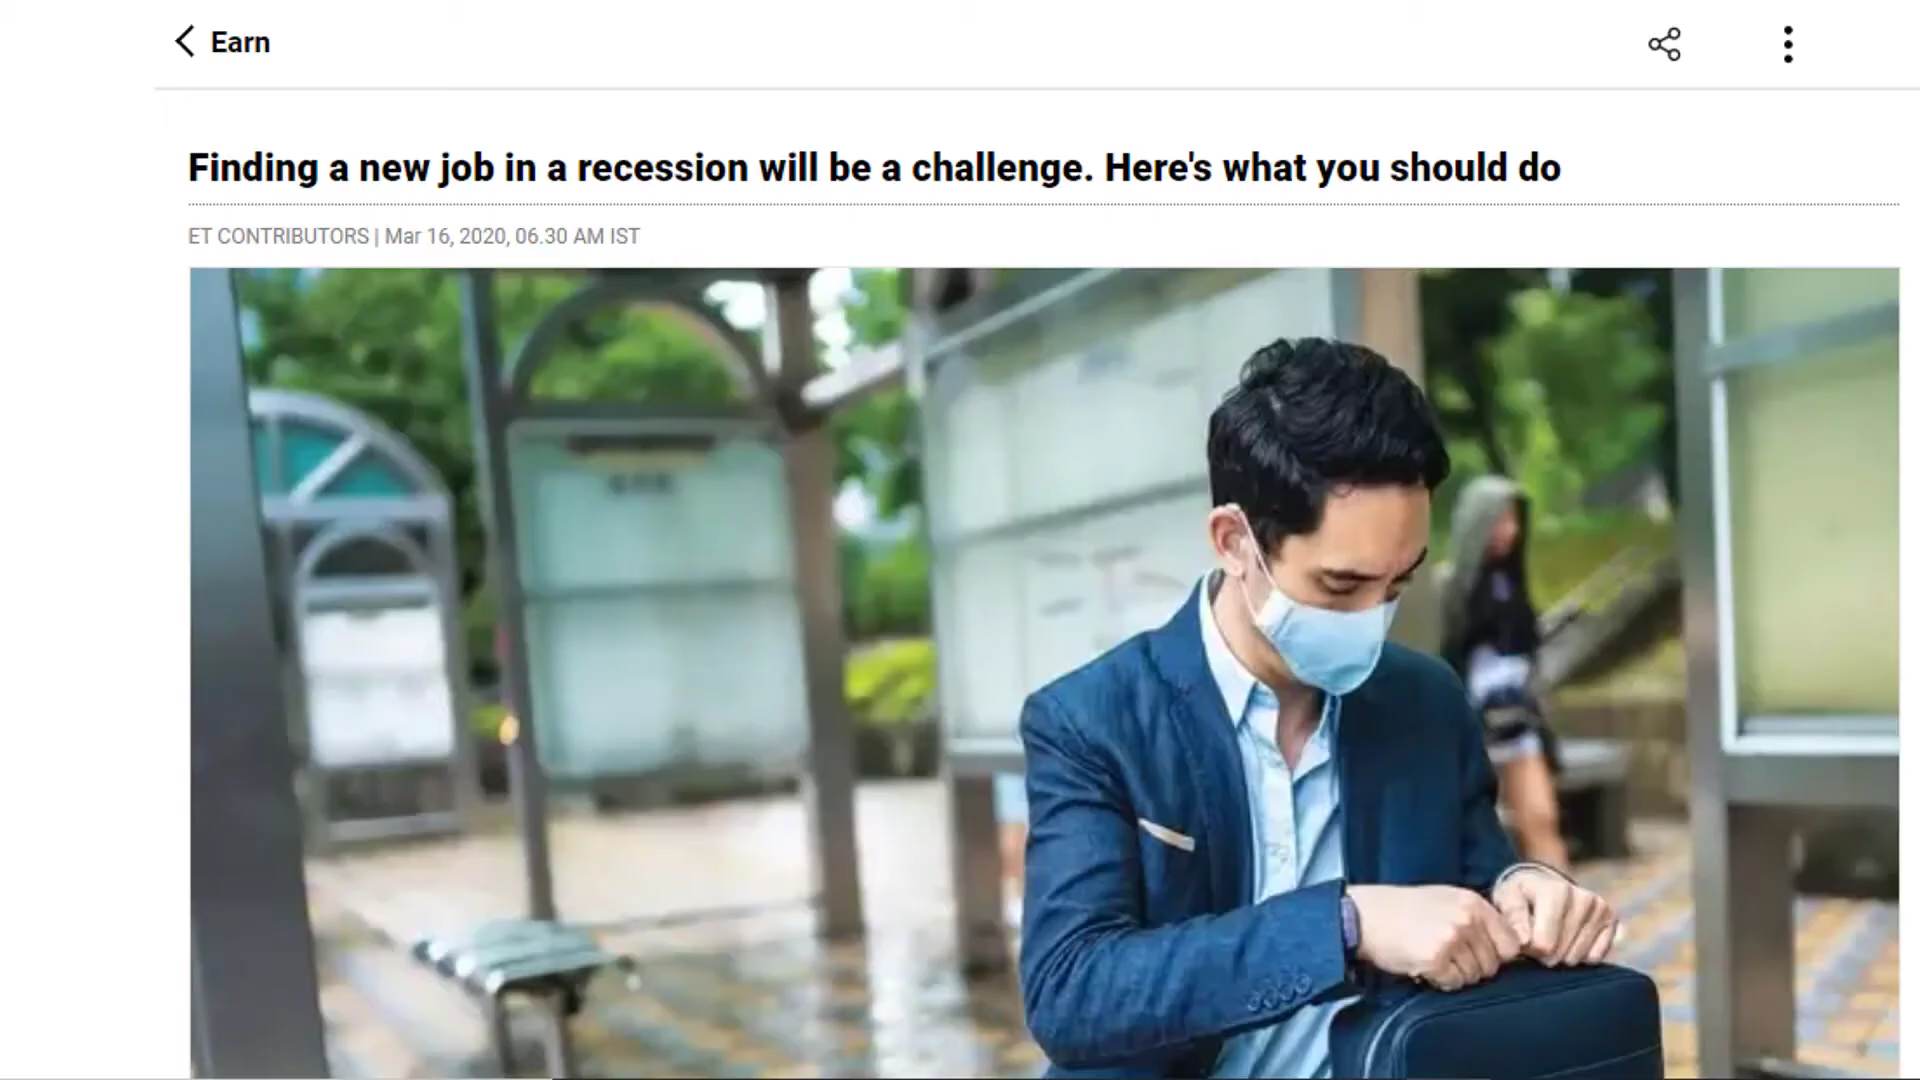 Earn
Finding a new job in a recession will be a challenge. Here's what you should do
ET CONTRIBUTORS | Mar 16, 2020, 06.30 AM IST